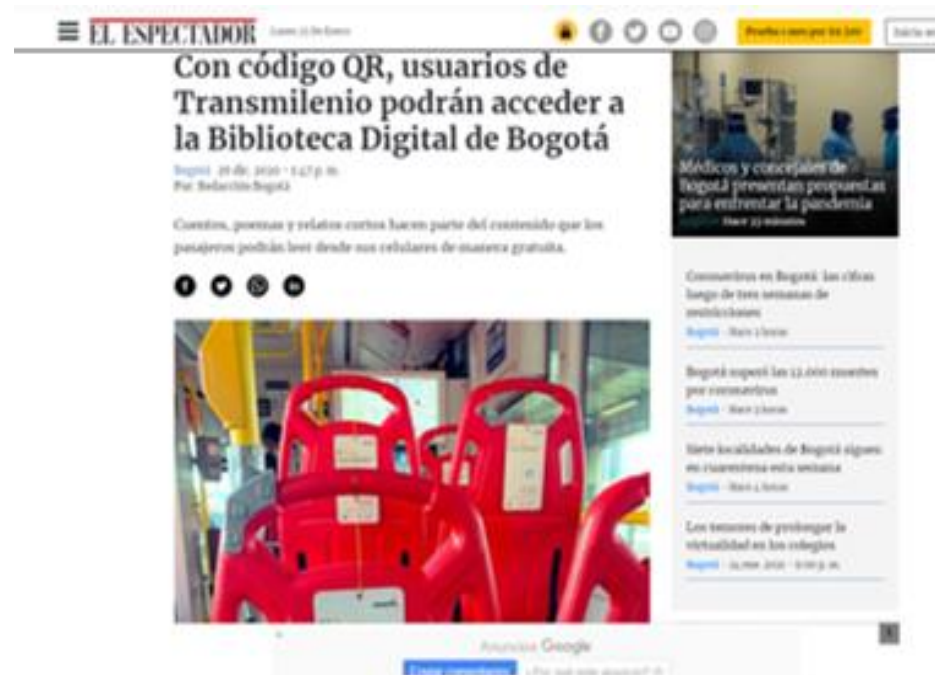 EL ESPECTADOR
Con código QR, usuarios de
Transmilenio podrán acceder a
la Biblioteca Digital de Bogotá
Bogotá
Por: Redacción Bogotá
Cuentos, poemas y relatos cortos hacen parte del contenido que los
pasajeros podrán leer desde sus celulares de manera gratuita.
Médicos y concejales de
Bogotá presentan propuestas
para enfrentar la pandemia
Hace 23 minutos
Coronavirus en Bogotá: las cifras
luego de tres semanas de
restricciones
Bogotá
Bogotá superó las 12.000 muertes
por coronavirus
Bogotá
Siete localidades de Bogotá siguen
en cuarentena esta semana
Bogotá
Los temores de prolongar la
virtualidad en los colegios
Bogotá
Anuncios Google